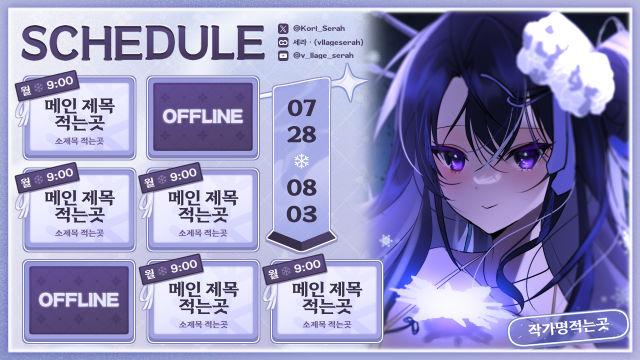 SCHEDULE
@Kori_Serah
세라 · (vllageserah)
@v_llage_serah
월 9:00
메인 제목
적는곳
소제목 적는곳
OFFLINE
07
28
08
03
월 9:00
메인 제목
적는곳
소제목 적는곳
월 9:00
메인 제목
적는곳
소제목 적는곳
OFFLINE
월 9:00
메인 제목
적는곳
소제목 적는곳
월 9:00
메인 제목
적는곳
소제목 적는곳
작가명적는곳